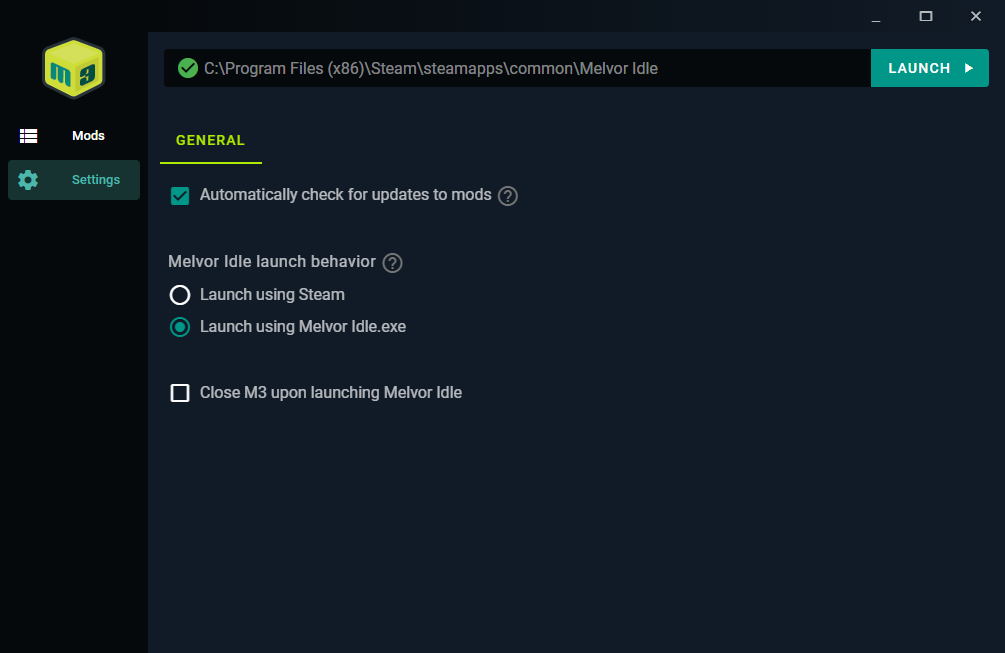 m3
C:\Program Files (x86)\Steam\steamapps\common\Melvor Idle
LAUNCH
Mods
Settings
GENERAL
Automatically check for updates to mods ?
Melvor Idle launch behavior ?
Launch using Steam
Launch using Melvor Idle.exe
Close M3 upon launching Melvor Idle